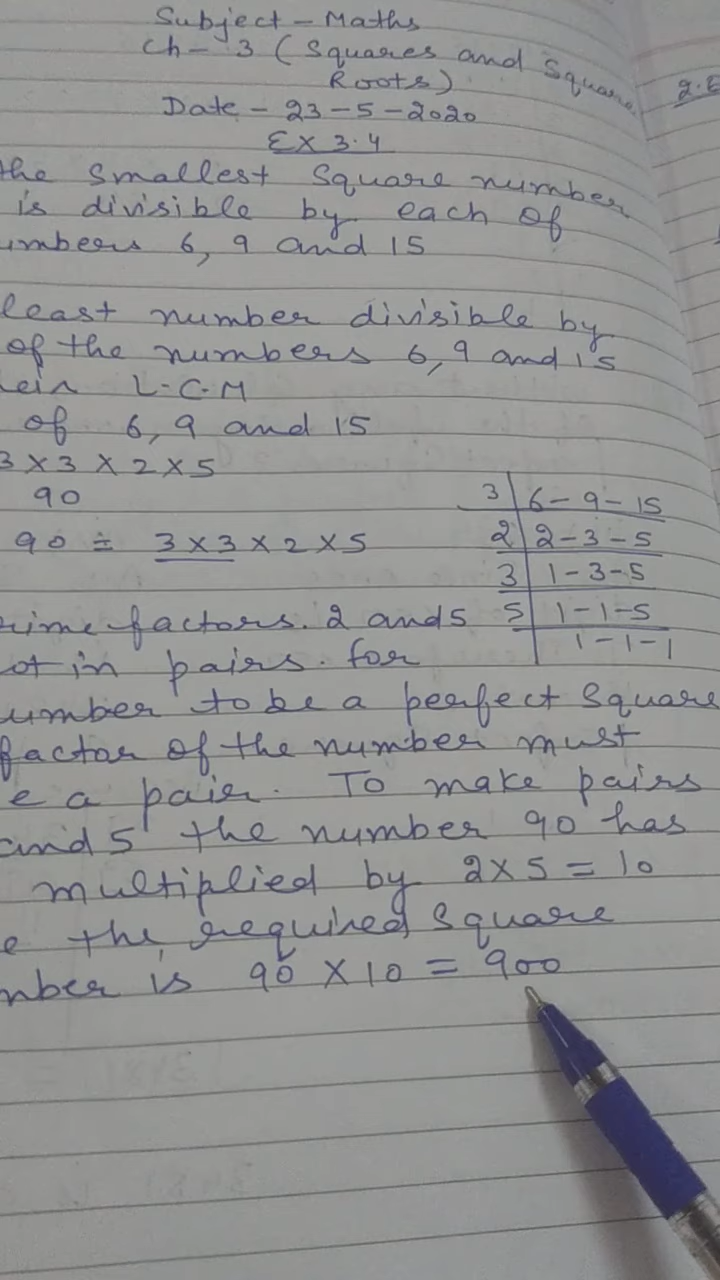 Subject - Maths
Ch - 3 (Squares and Square
Roots)
Date - 23-5-2020
Ex 3.4
the smallest square number
is divisible by each of
umbers 6, 9 and 15
least number divisible by
of the numbers 6, 9 and 15
L.C.M
of 6, 9 and 15
3 x 3 x 2 x 5
90
90 = 3 x 3 x 2 x 5
3 | 6 - 9 - 15
2 | 2 - 3 - 5
3 | 1 - 3 - 5
5 | 1 - 1 - 5
| 1 - 1 - 1
rime factors. 2 and 5
ot in pairs. for
umber to be a perfect square
factor of the number must
e a pair. To make pairs
and 5 the number 90 has
multiplied by 2 x 5 = 10
e the required square
mber is 90 x 10 = 900